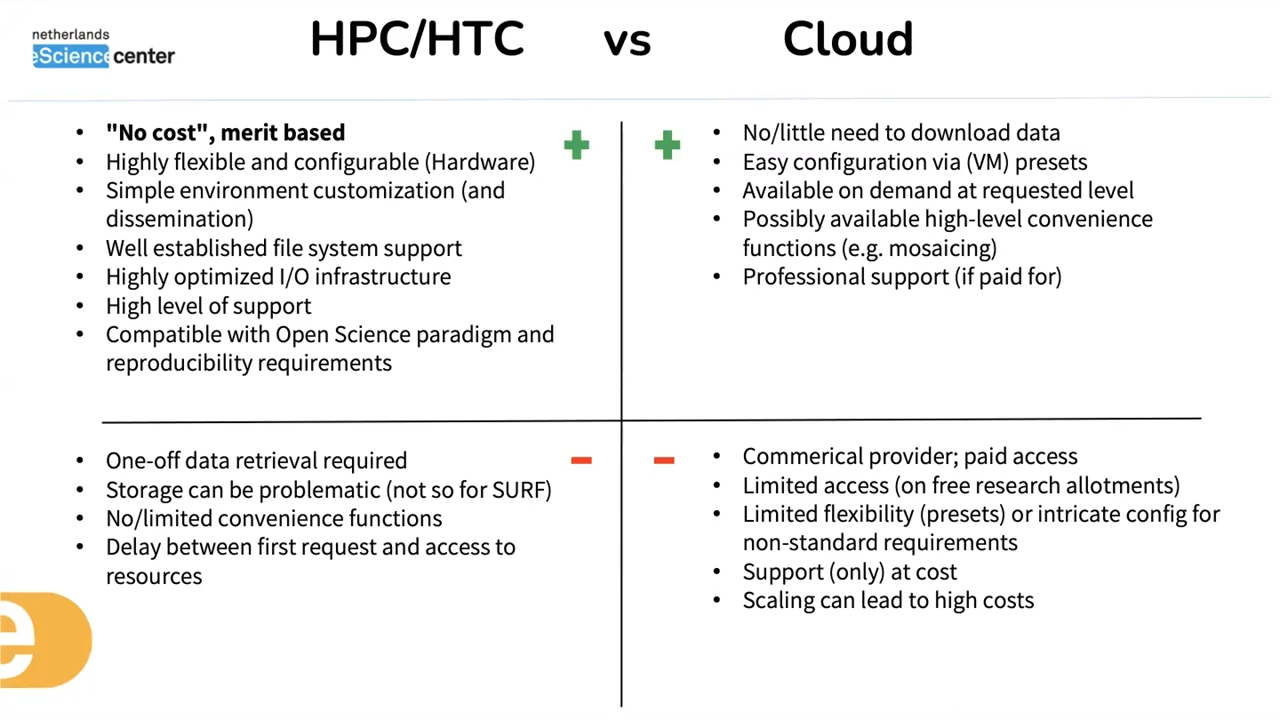 netherlands
eScience center
HPC/HTC vs Cloud
• "No cost", merit based
• Highly flexible and configurable (Hardware)
• Simple environment customization (and
dissemination)
• Well established file system support
• Highly optimized I/O infrastructure
• High level of support
• Compatible with Open Science paradigm and
reproducibility requirements
+
+
• No/little need to download data
• Easy configuration via (VM) presets
• Available on demand at requested level
• Possibly available high-level convenience
functions (e.g. mosaicing)
• Professional support (if paid for)
• One-off data retrieval required
• Storage can be problematic (not so for SURF)
• No/limited convenience functions
• Delay between first request and access to
resources
-
-
• Commerical provider; paid access
• Limited access (on free research allotments)
• Limited flexibility (presets) or intricate config for
non-standard requirements
• Support (only) at cost
• Scaling can lead to high costs
e